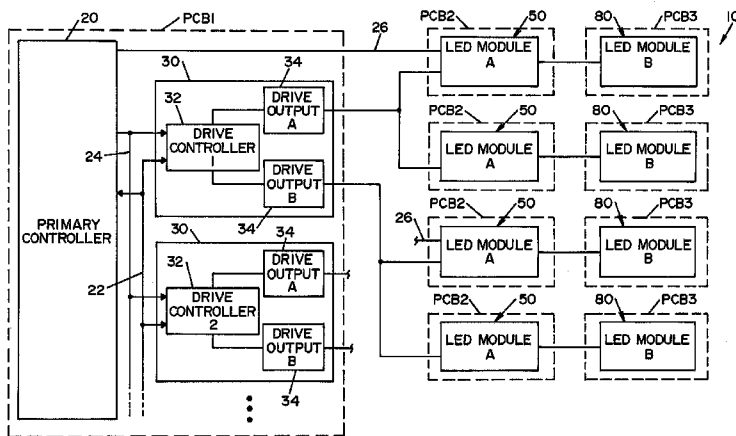 20
PCB1
26
PCB2
50
80
PCB3
10
LED MODULE
A
LED MODULE
B
30
34
32
DRIVE
OUTPUT
A
DRIVE
CONTROLLER
24
DRIVE
OUTPUT
B
34
PCB2
50
80
PCB3
LED MODULE
A
LED MODULE
B
PRIMARY
CONTROLLER
22
30
34
32
DRIVE
OUTPUT
A
DRIVE
CONTROLLER
2
DRIVE
OUTPUT
B
34
PCB2
50
80
PCB3
26
LED MODULE
A
LED MODULE
B
PCB2
50
80
PCB3
LED MODULE
A
LED MODULE
B